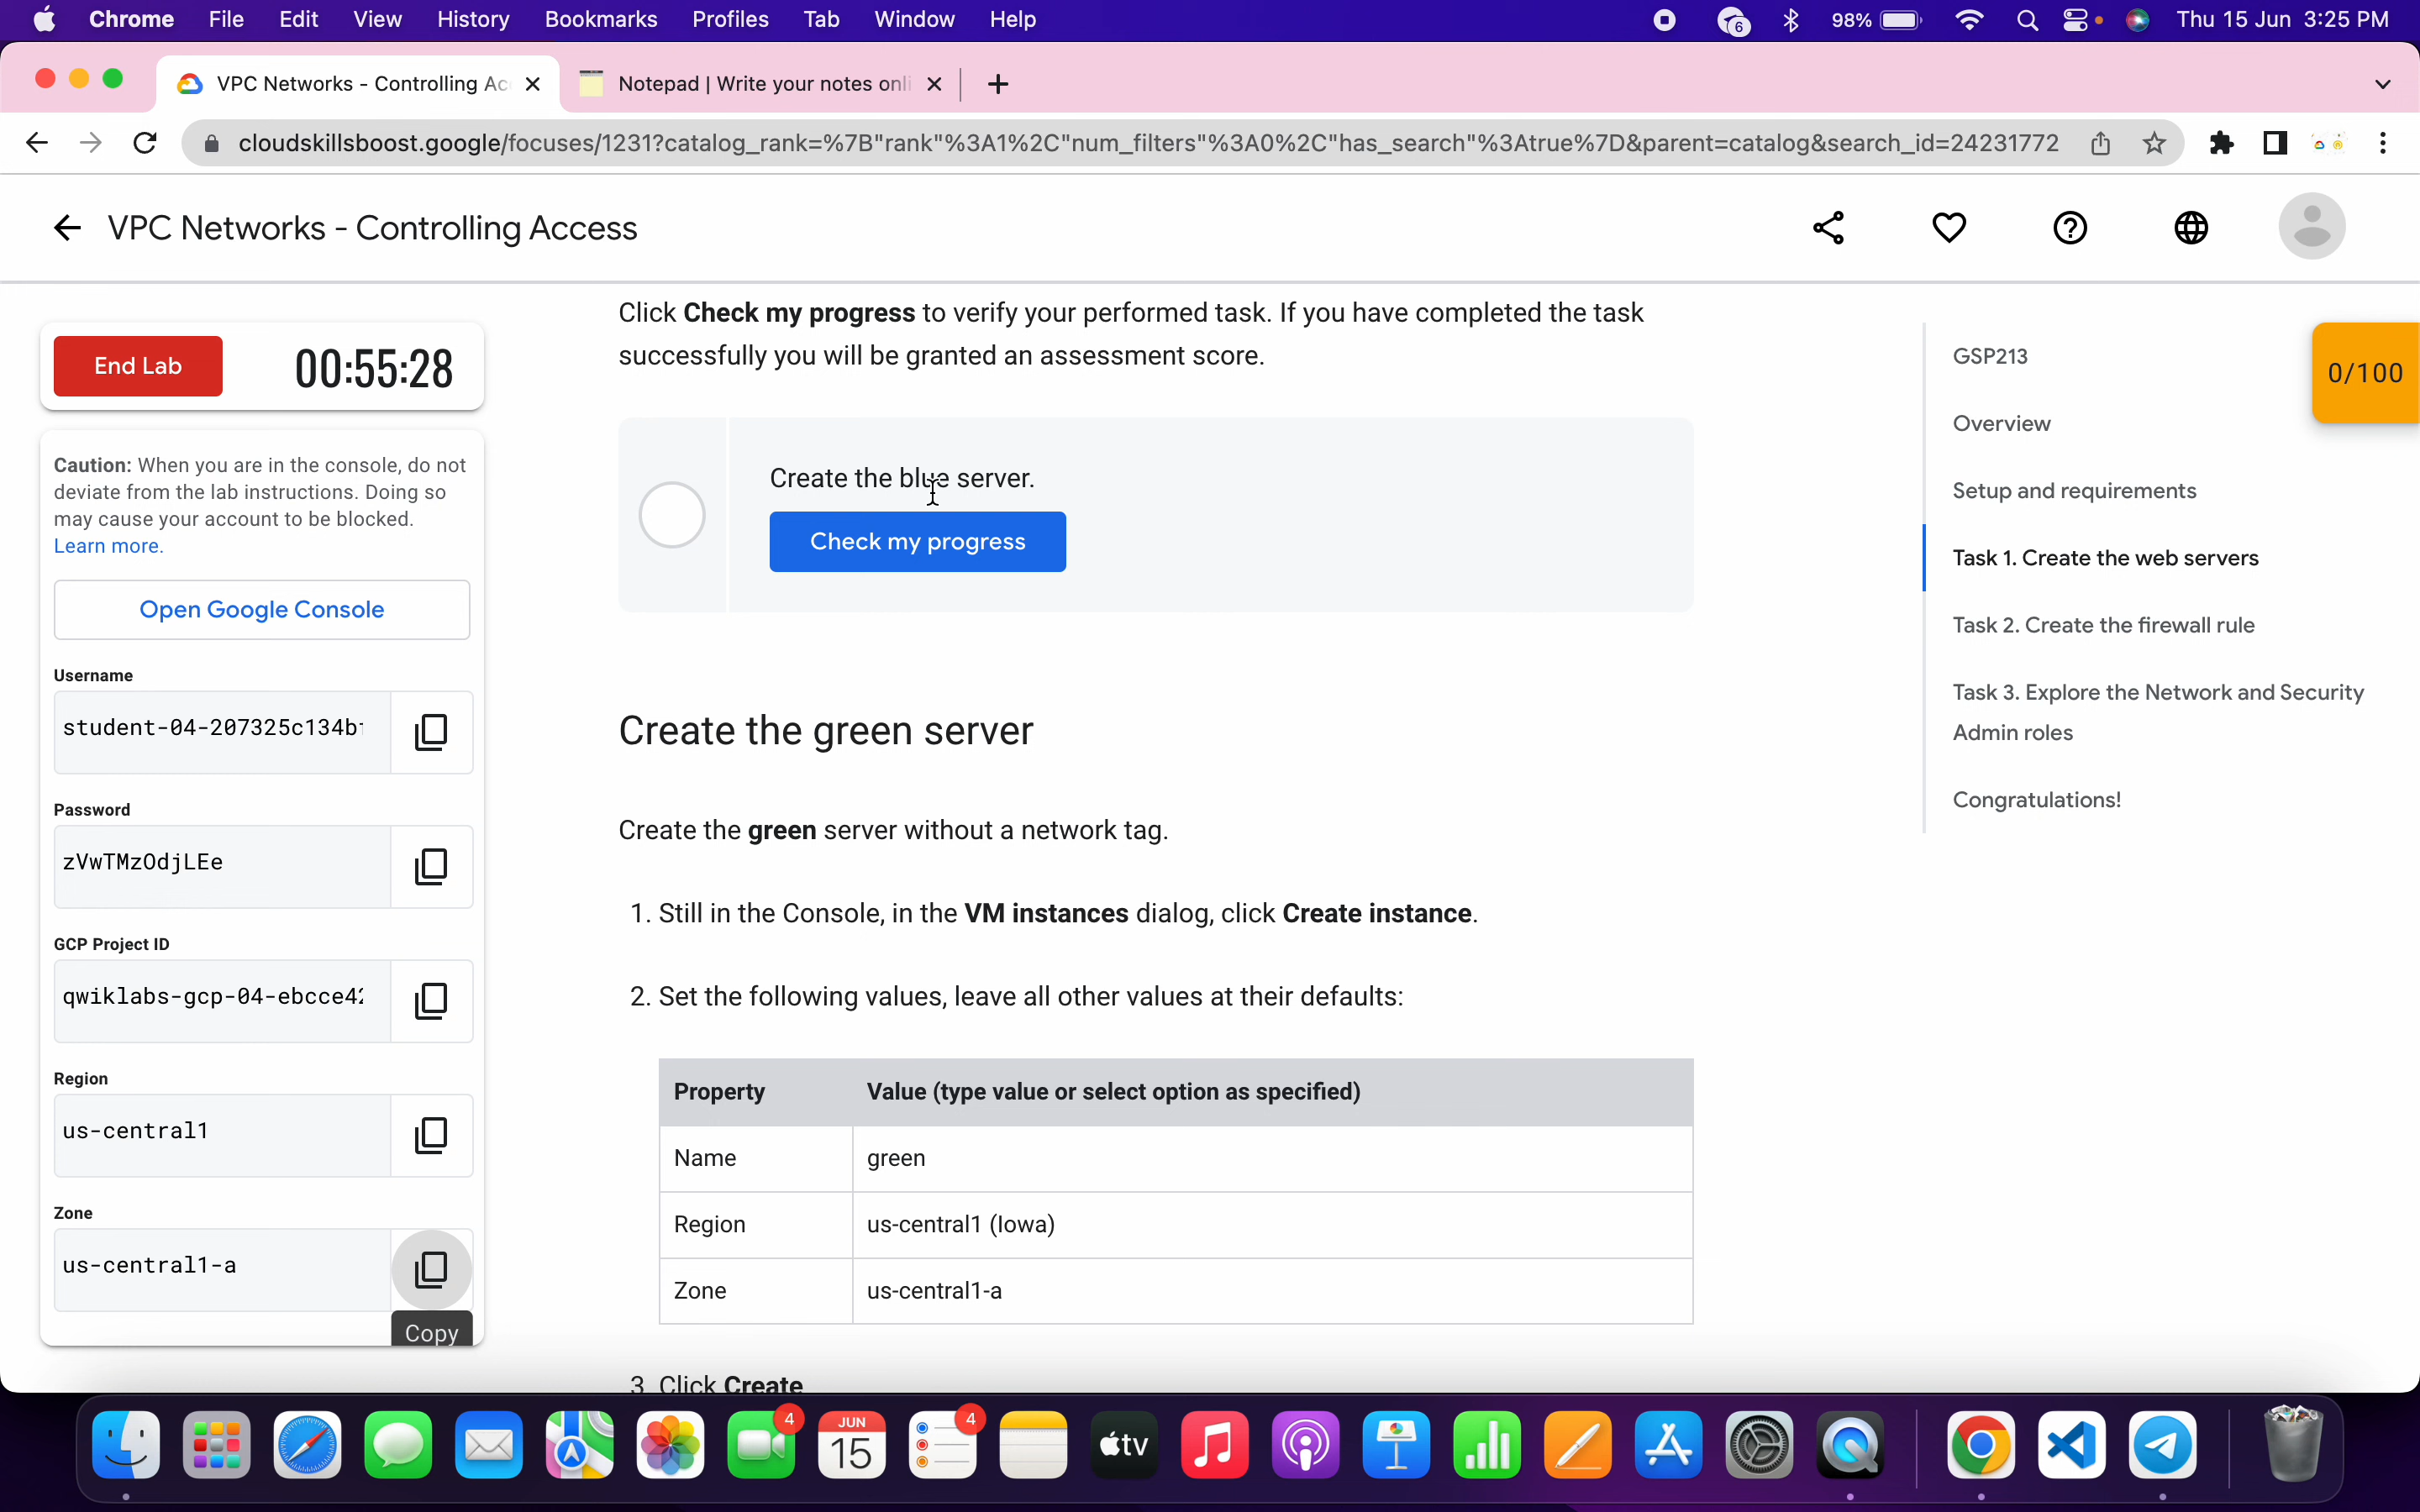 Chrome File Edit View History Bookmarks Profiles Tab Window Help 6 98% Thu 15 Jun 3:25 PM
VPC Networks - Controlling Ac
Notepad | Write your notes onli
cloudskillsboost.google/focuses/1231?catalog_rank=%7B"rank"%3A1%2C"num_filters"%3A0%2C"has_search"%3Atrue%7D&parent=catalog&search_id=24231772
VPC Networks - Controlling Access
End Lab
00:55:28
Caution: When you are in the console, do not
deviate from the lab instructions. Doing so
may cause your account to be blocked.
Learn more.
Open Google Console
Username
student-04-207325c134b
Password
zVwTMzOdjLEe
GCP Project ID
qwiklabs-gcp-04-ebcce42
Region
us-central1
Zone
us-central1-a
Copy
Click Check my progress to verify your performed task. If you have completed the task
successfully you will be granted an assessment score.
Create the blue server.
Check my progress
Create the green server
Create the green server without a network tag.
1. Still in the Console, in the VM instances dialog, click Create instance.
2. Set the following values, leave all other values at their defaults:
Property Value (type value or select option as specified)
Name green
Region us-central1 (Iowa)
Zone us-central1-a
3. Click Create
GSP213
Overview
Setup and requirements
Task 1. Create the web servers
Task 2. Create the firewall rule
Task 3. Explore the Network and Security
Admin roles
Congratulations!
0/100
4
JUN
15
4
tv